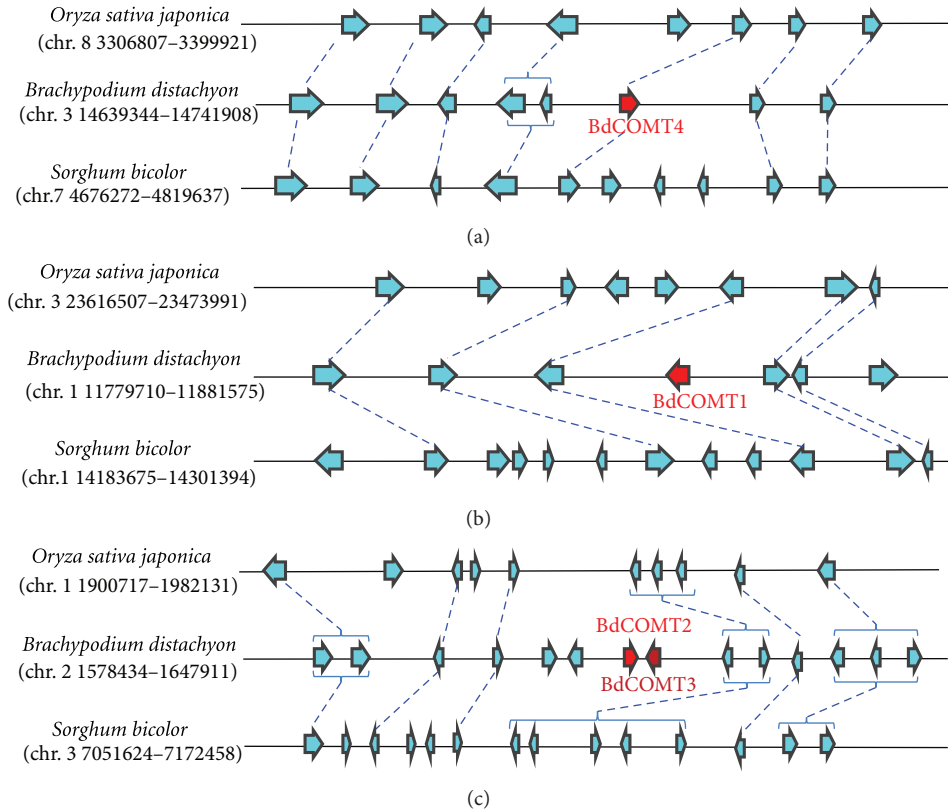 Oryza sativa japonica
(chr. 8 3306807–3399921)
Brachypodium distachyon
(chr. 3 14639344–14741908)
BdCOMT4
Sorghum bicolor
(chr.7 4676272–4819637)
(a)
Oryza sativa japonica
(chr. 3 23616507–23473991)
Brachypodium distachyon
(chr. 1 11779710–11881575)
BdCOMT1
Sorghum bicolor
(chr.1 14183675–14301394)
(b)
Oryza sativa japonica
(chr. 1 1900717–1982131)
BdCOMT2
Brachypodium distachyon
(chr. 2 1578434–1647911)
BdCOMT3
Sorghum bicolor
(chr. 3 7051624–7172458)
(c)